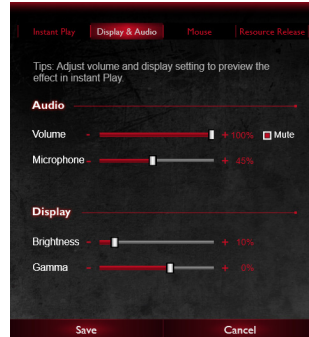 Instant Play Display & Audio Mouse Resource Release
Tips: Adjust volume and display setting to preview the
effect in instant Play.
Audio
Volume - + 100% Mute
Microphone - + 45%
Display
Brightness - + 10%
Gamma - + 0%
Save Cancel